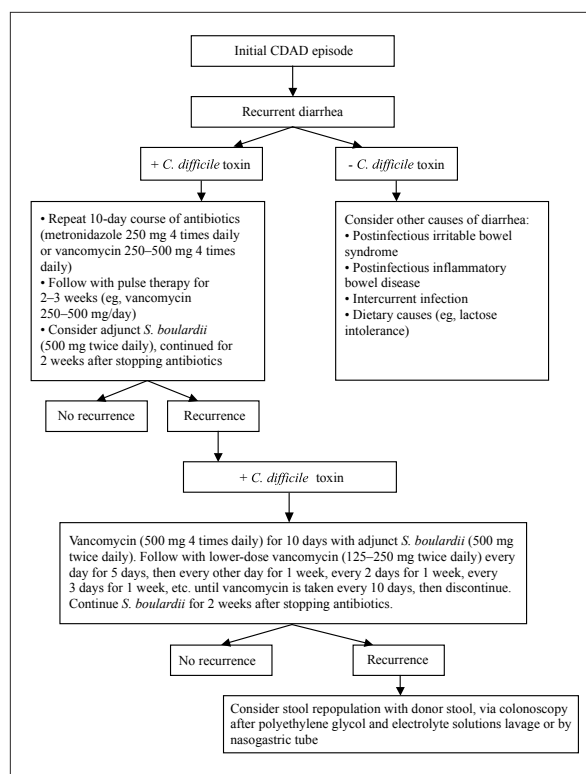 Initial CDAD episode
Recurrent diarrhea
+ C. difficile toxin
- C. difficile toxin
• Repeat 10-day course of antibiotics
(metronidazole 250 mg 4 times daily
or vancomycin 250–500 mg 4 times
daily)
• Follow with pulse therapy for
2–3 weeks (eg, vancomycin
250–500 mg/day)
• Consider adjunct S. boulardii
(500 mg twice daily), continued for
2 weeks after stopping antibiotics
Consider other causes of diarrhea:
• Postinfectious irritable bowel
syndrome
• Postinfectious inflammatory
bowel disease
• Intercurrent infection
• Dietary causes (eg, lactose
intolerance)
No recurrence
Recurrence
+ C. difficile toxin
Vancomycin (500 mg 4 times daily) for 10 days with adjunct S. boulardii (500 mg
twice daily). Follow with lower-dose vancomycin (125–250 mg twice daily) every
day for 5 days, then every other day for 1 week, every 2 days for 1 week, every
3 days for 1 week, etc. until vancomycin is taken every 10 days, then discontinue.
Continue S. boulardii for 2 weeks after stopping antibiotics.
No recurrence
Recurrence
Consider stool repopulation with donor stool, via colonoscopy
after polyethylene glycol and electrolyte solutions lavage or by
nasogastric tube